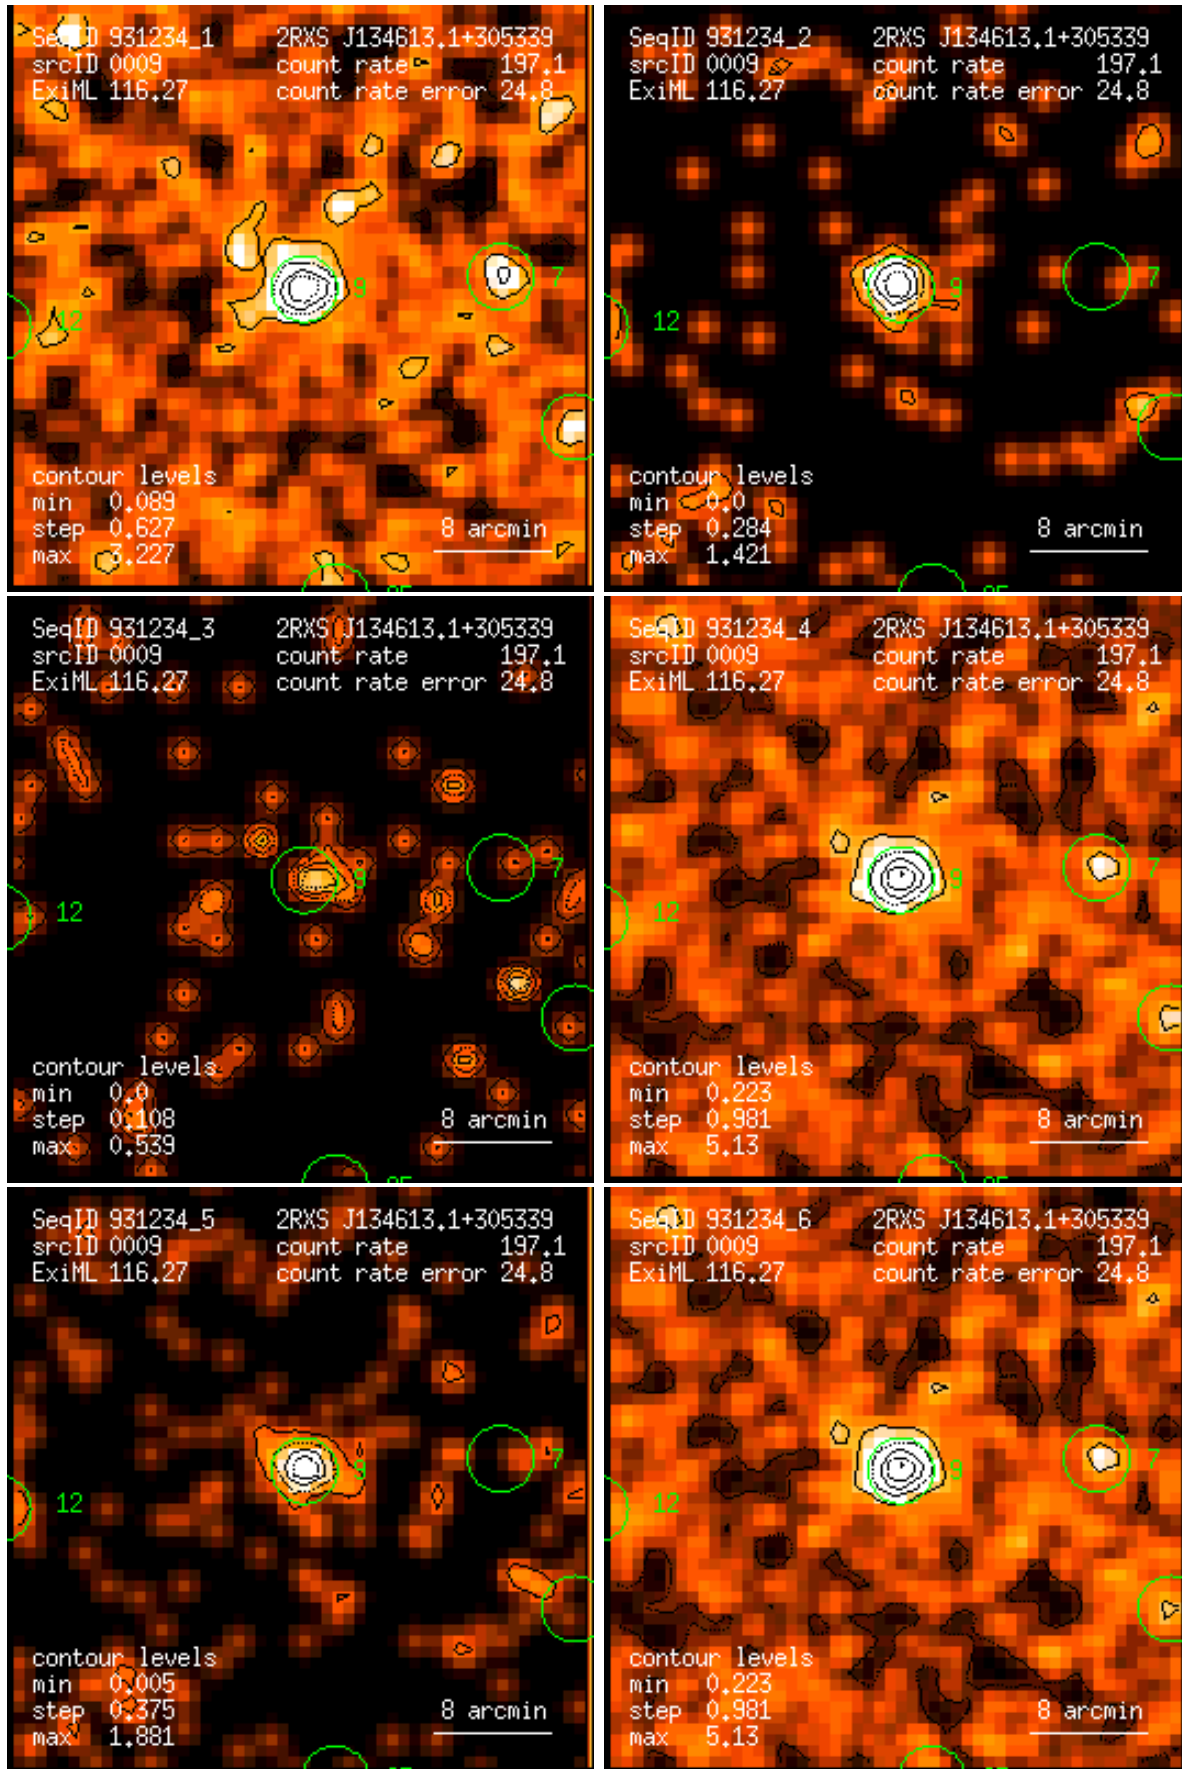 SeqID 931234_1 2RXS J134613.1+305339
srcID 0009 count rate 197.1
ExiML 116.27 count rate error 24.8
7
9
12
contour levels
min 0.089
step 0.627 8 arcmin
max 3.227
SeqID 931234_2 2RXS J134613.1+305339
srcID 0009 count rate 197.1
ExiML 116.27 count rate error 24.8
7
9
12
contour levels
min 0.0
step 0.284 8 arcmin
max 1.421
SeqID 931234_3 2RXS J134613.1+305339
srcID 0009 count rate 197.1
ExiML 116.27 count rate error 24.8
7
9
12
contour levels
min 0.0
step 0.108 8 arcmin
max 0.539
SeqID 931234_4 2RXS J134613.1+305339
srcID 0009 count rate 197.1
ExiML 116.27 count rate error 24.8
7
9
12
contour levels
min 0.223
step 0.981 8 arcmin
max 5.13
SeqID 931234_5 2RXS J134613.1+305339
srcID 0009 count rate 197.1
ExiML 116.27 count rate error 24.8
7
9
12
contour levels
min 0.005
step 0.375 8 arcmin
max 1.881
SeqID 931234_6 2RXS J134613.1+305339
srcID 0009 count rate 197.1
ExiML 116.27 count rate error 24.8
7
9
12
contour levels
min 0.223
step 0.981 8 arcmin
max 5.13